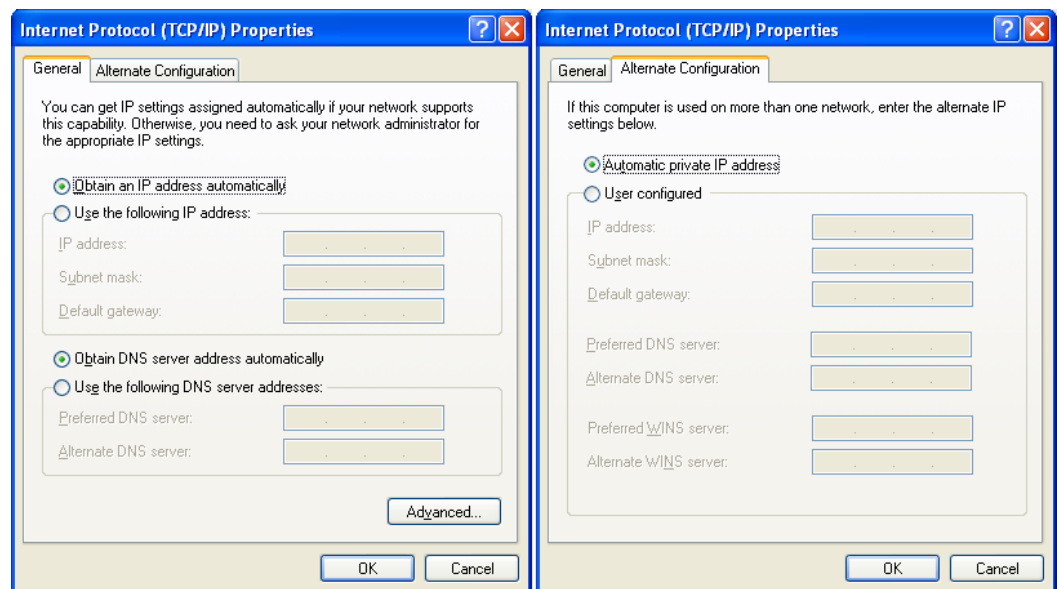 Internet Protocol (TCP/IP) Properties
General
Alternate Configuration
You can get IP settings assigned automatically if your network supports
this capability. Otherwise, you need to ask your network administrator for
the appropriate IP settings.
Obtain an IP address automatically
Use the following IP address:
IP address:
Subnet mask:
Default gateway:
Obtain DNS server address automatically
Use the following DNS server addresses:
Preferred DNS server:
Alternate DNS server:
Advanced...
OK
Cancel
Internet Protocol (TCP/IP) Properties
General
Alternate Configuration
If this computer is used on more than one network, enter the alternate IP
settings below.
Automatic private IP address
User configured
IP address:
Subnet mask:
Default gateway:
Preferred DNS server:
Alternate DNS server:
Preferred WINS server:
Alternate WINS server:
OK
Cancel